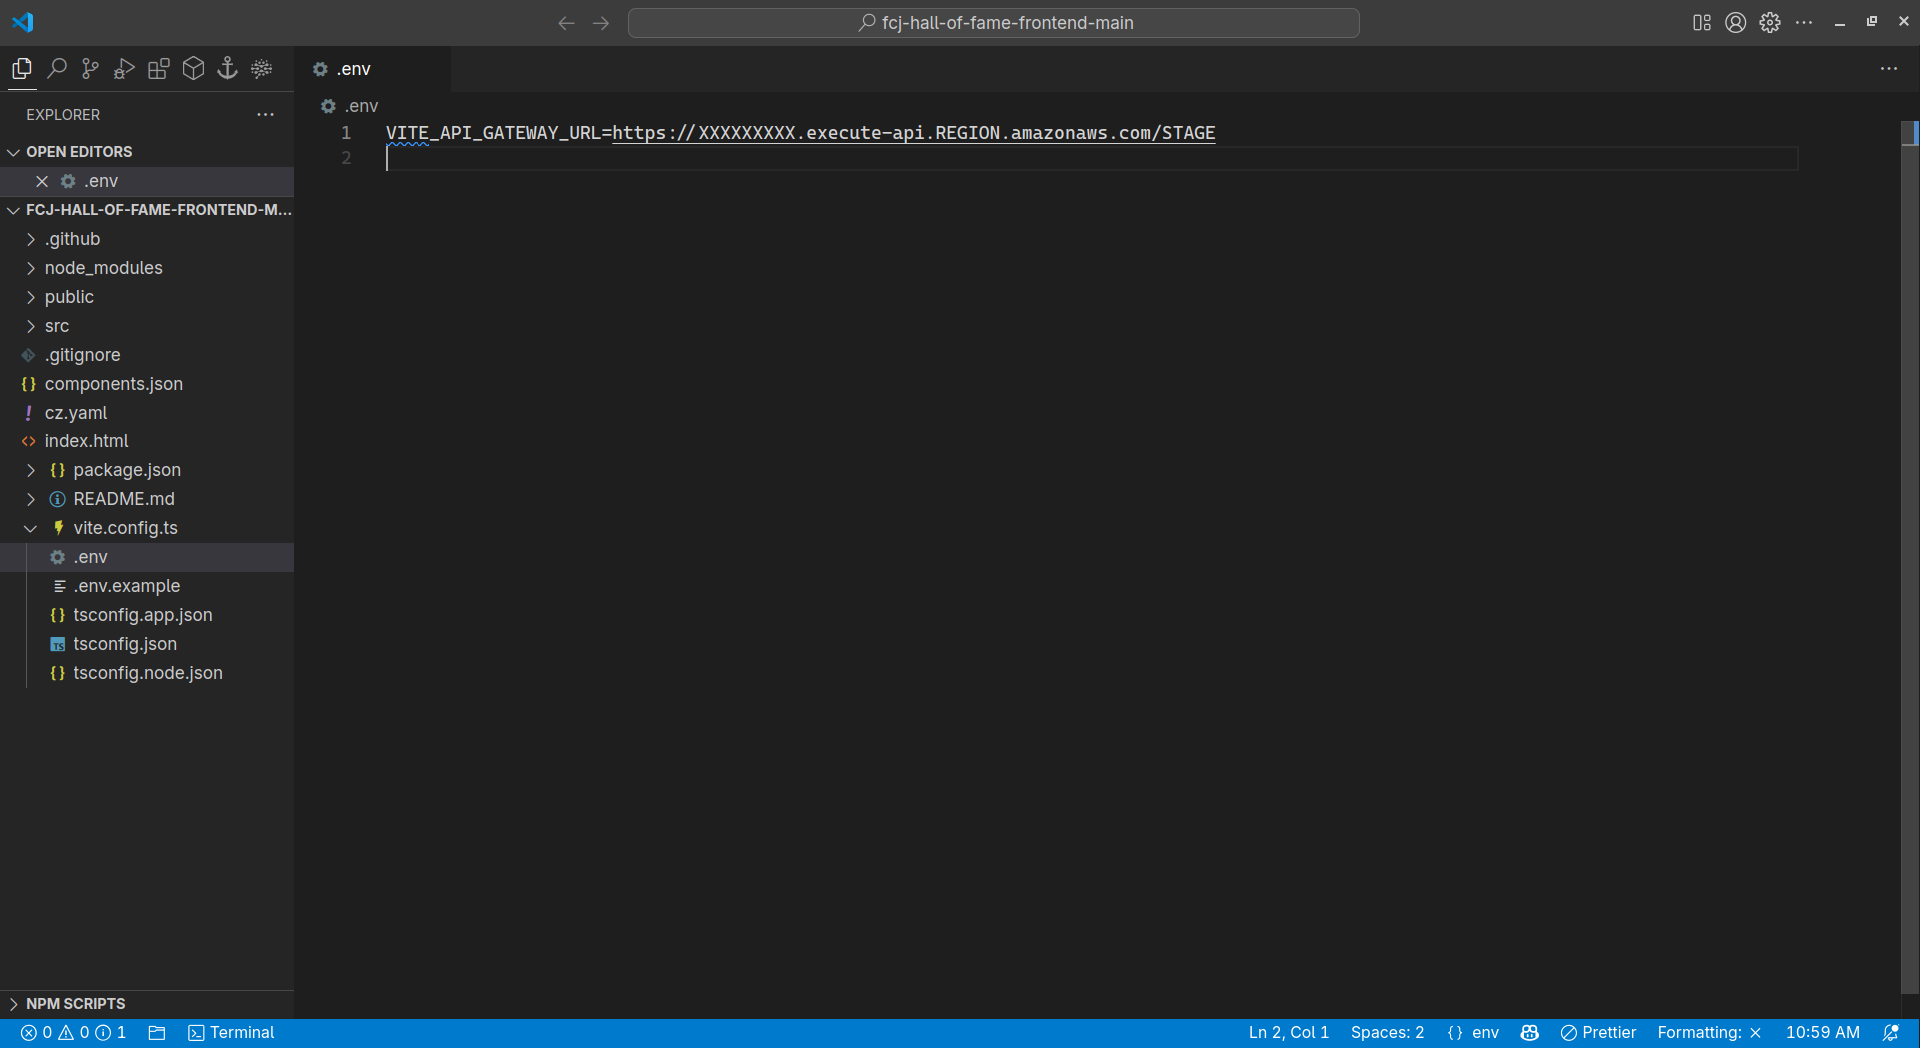 fcj-hall-of-fame-frontend-main
EXPLORER
OPEN EDITORS
.env
FCJ-HALL-OF-FAME-FRONTEND-M...
.github
node_modules
public
src
.gitignore
{} components.json
! cz.yaml
<> index.html
{} package.json
README.md
vite.config.ts
.env
.env.example
{} tsconfig.app.json
TS tsconfig.json
{} tsconfig.node.json
NPM SCRIPTS
.env
.env
1 VITE_API_GATEWAY_URL=https://XXXXXXXXX.execute-api.REGION.amazonaws.com/STAGE
2
0 0 1 Terminal
Ln 2, Col 1 Spaces: 2 {} env Prettier Formatting: × 10:59 AM